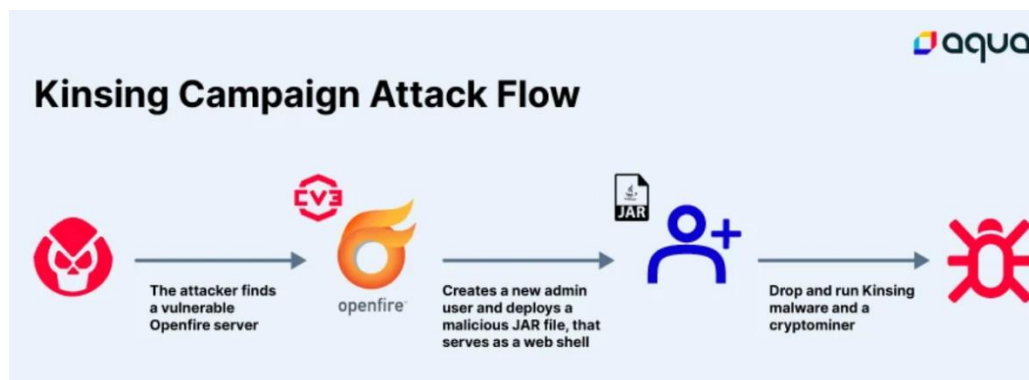 aqua
Kinsing Campaign Attack Flow
CVE
JAR
openfire
The attacker finds
a vulnerable
Openfire server
Creates a new admin
user and deploys a
malicious JAR file, that
serves as a web shell
Drop and run Kinsing
malware and a
cryptominer